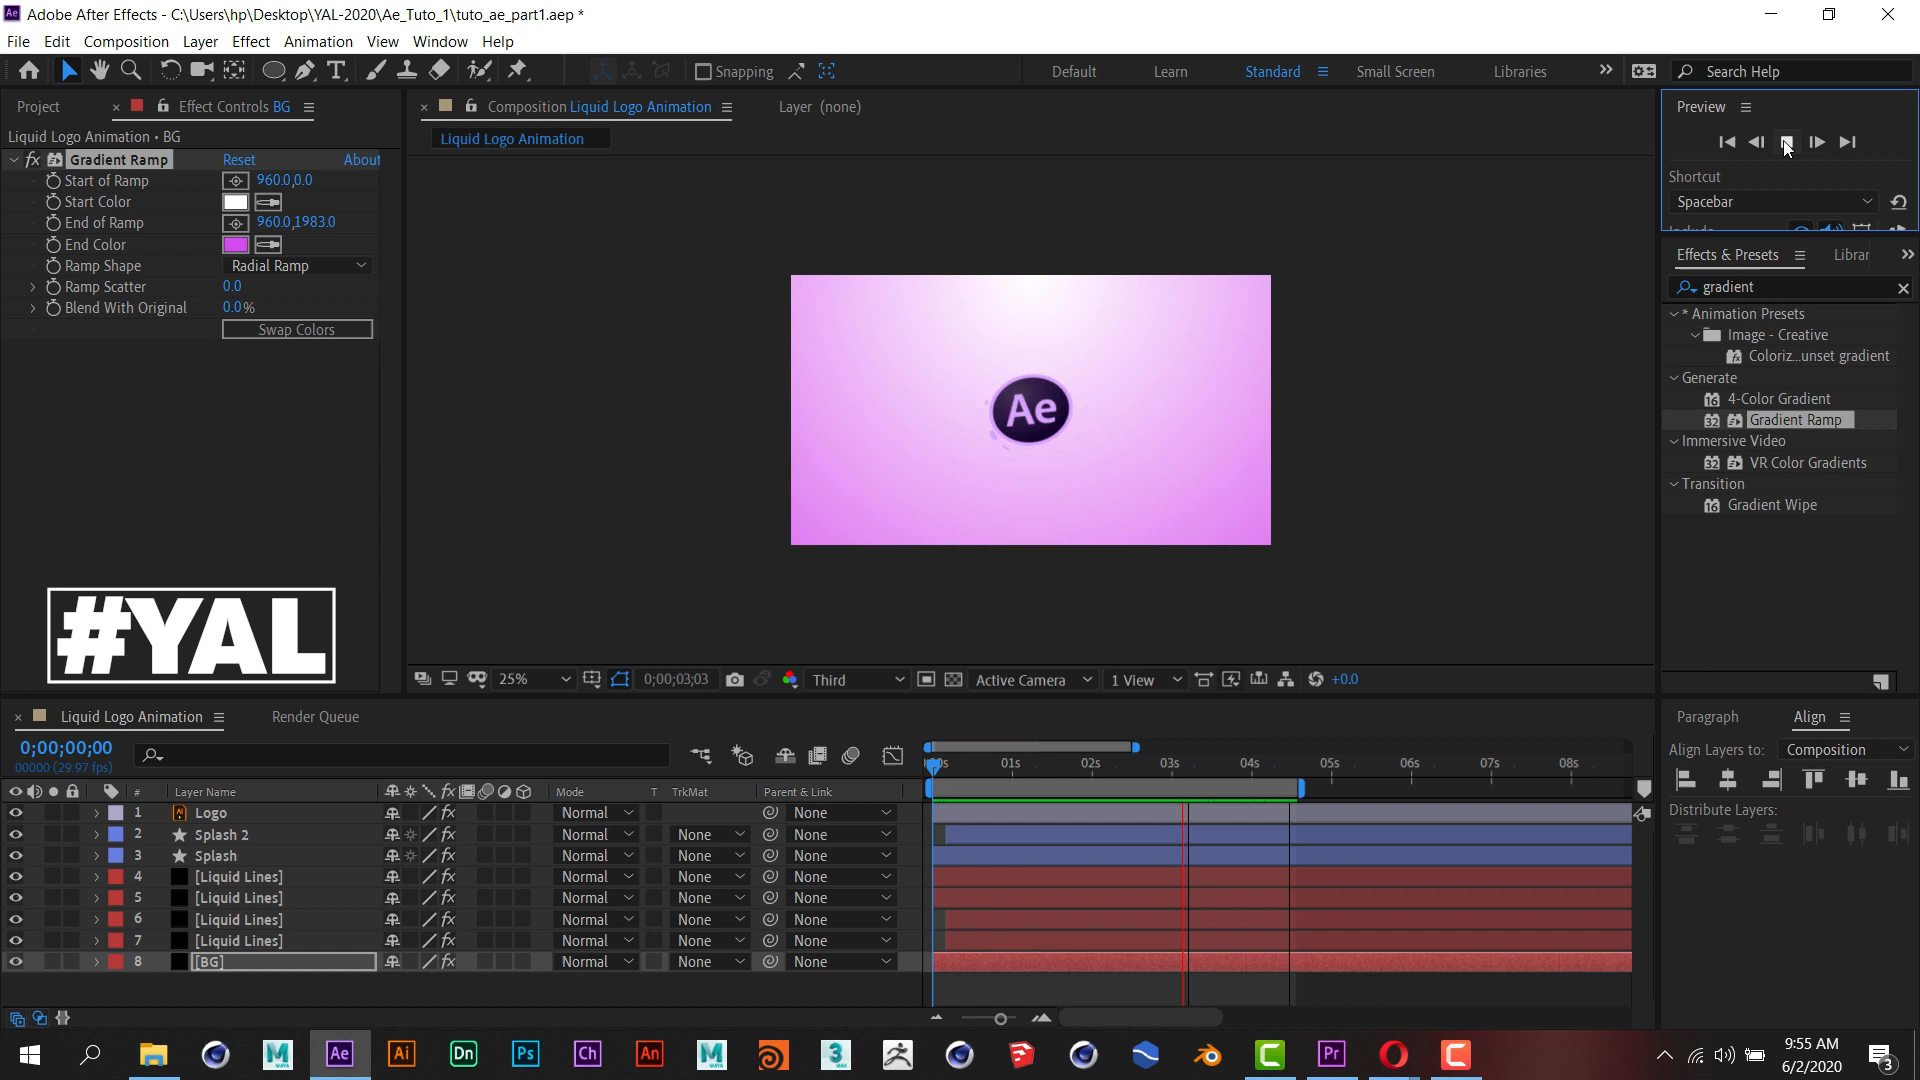 Adobe After Effects - C:\Users\hp\Desktop\YAL-2020\Ae_Tuto_1\tuto_ae_part1.aep *
File Edit Composition Layer Effect Animation View Window Help
Snapping Default Learn Standard Small Screen Libraries Search Help
Project Effect Controls BG
Composition Liquid Logo Animation Layer (none)
Preview
Liquid Logo Animation • BG
Liquid Logo Animation
fx Gradient Ramp Reset About
Start of Ramp 960.0,0.0
Start Color
End of Ramp 960.0,1983.0
End Color
Ramp Shape Radial Ramp
Ramp Scatter 0.0
Blend With Original 0.0%
Swap Colors
Shortcut
Spacebar
Effects & Presets Librar
gradient
* Animation Presets
Image - Creative
Coloriz...unset gradient
Generate
4-Color Gradient
Gradient Ramp
Immersive Video
VR Color Gradients
Transition
Gradient Wipe
Ae
#YAL
25% 0;00;03;03 Third Active Camera 1 View +0.0
Liquid Logo Animation Render Queue
0;00;00;00
00000 (29.97 fps)
01s 02s 03s 04s 05s 06s 07s 08s
# Layer Name Mode T TrkMat Parent & Link
1 Logo Normal None
2 Splash 2 Normal None None
3 Splash Normal None None
4 [Liquid Lines] Normal None None
5 [Liquid Lines] Normal None None
6 [Liquid Lines] Normal None None
7 [Liquid Lines] Normal None None
8 [BG] Normal None None
Paragraph Align
Align Layers to: Composition
Distribute Layers:
Ae Ai Dn Ps Ch An Pr
9:55 AM
6/2/2020
3